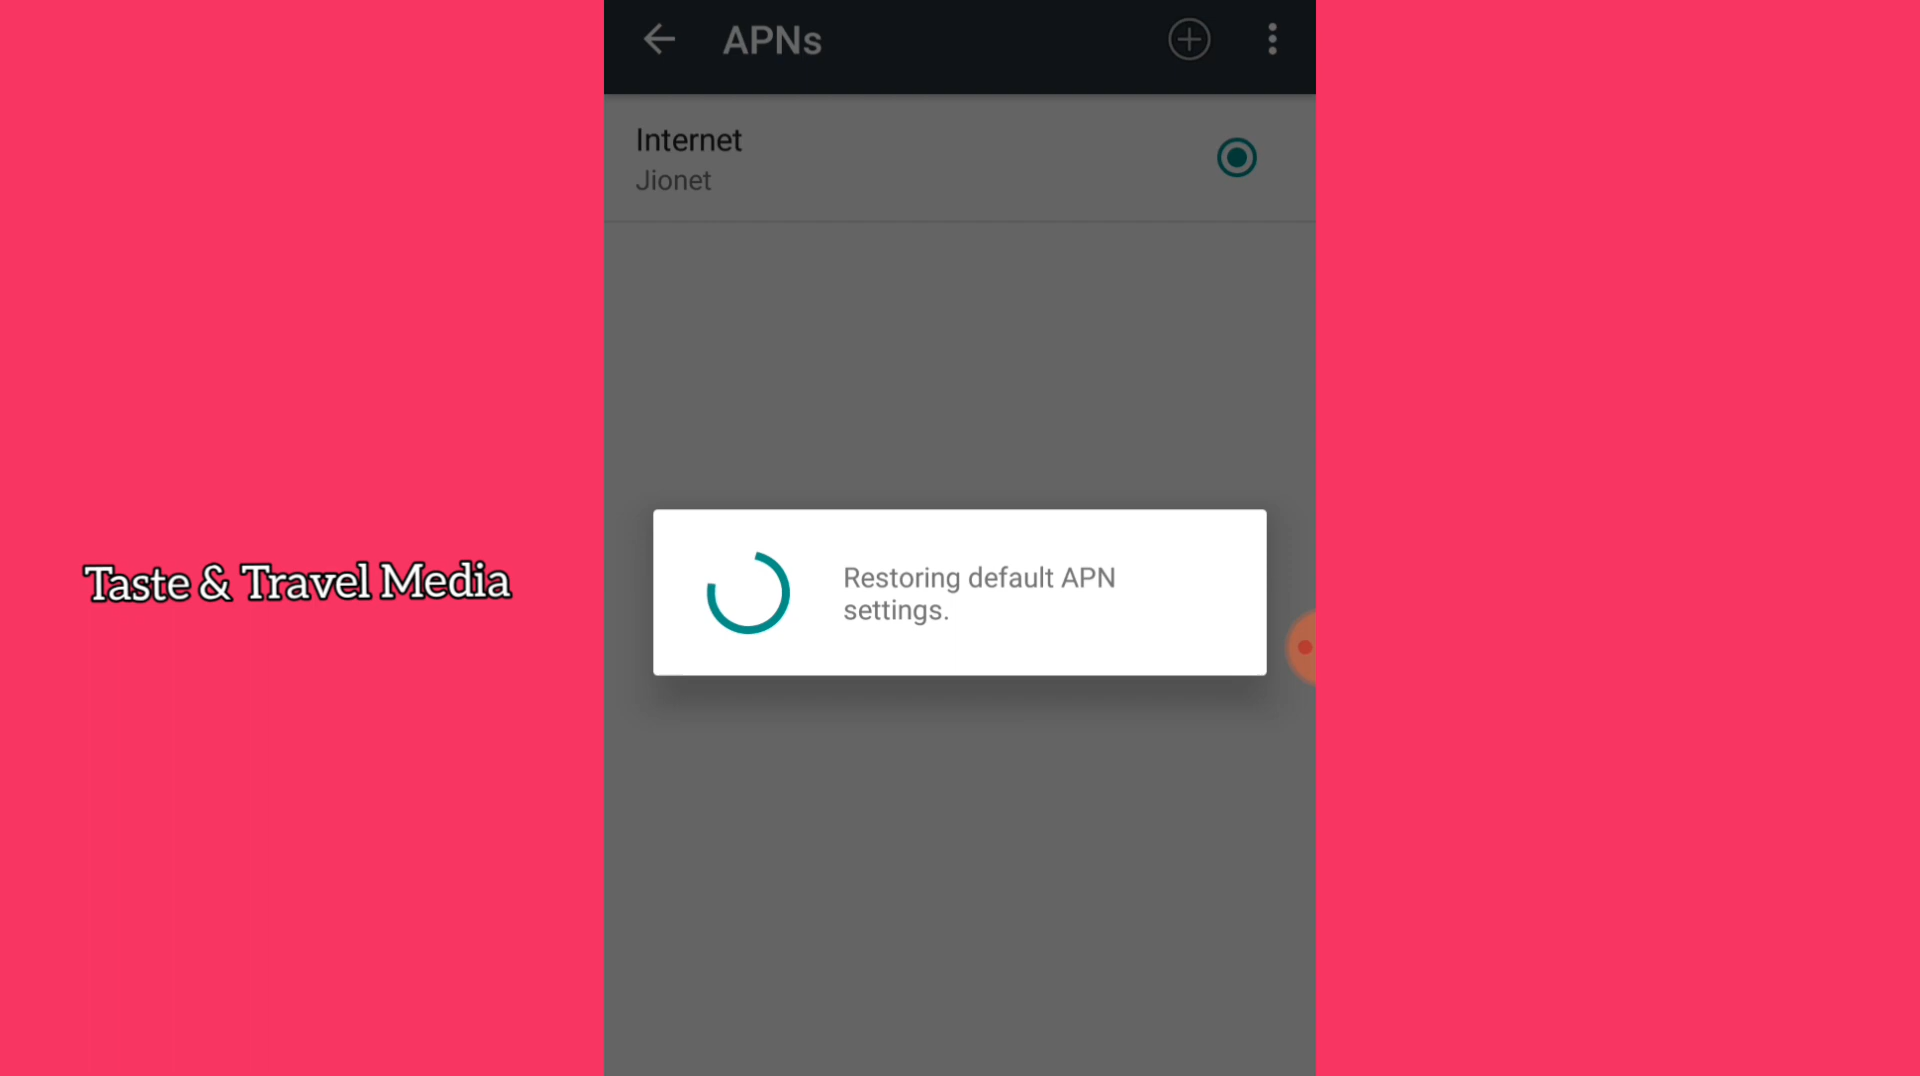 APNs
Internet
Jionet
Restoring default APN
settings.
Taste & Travel Media